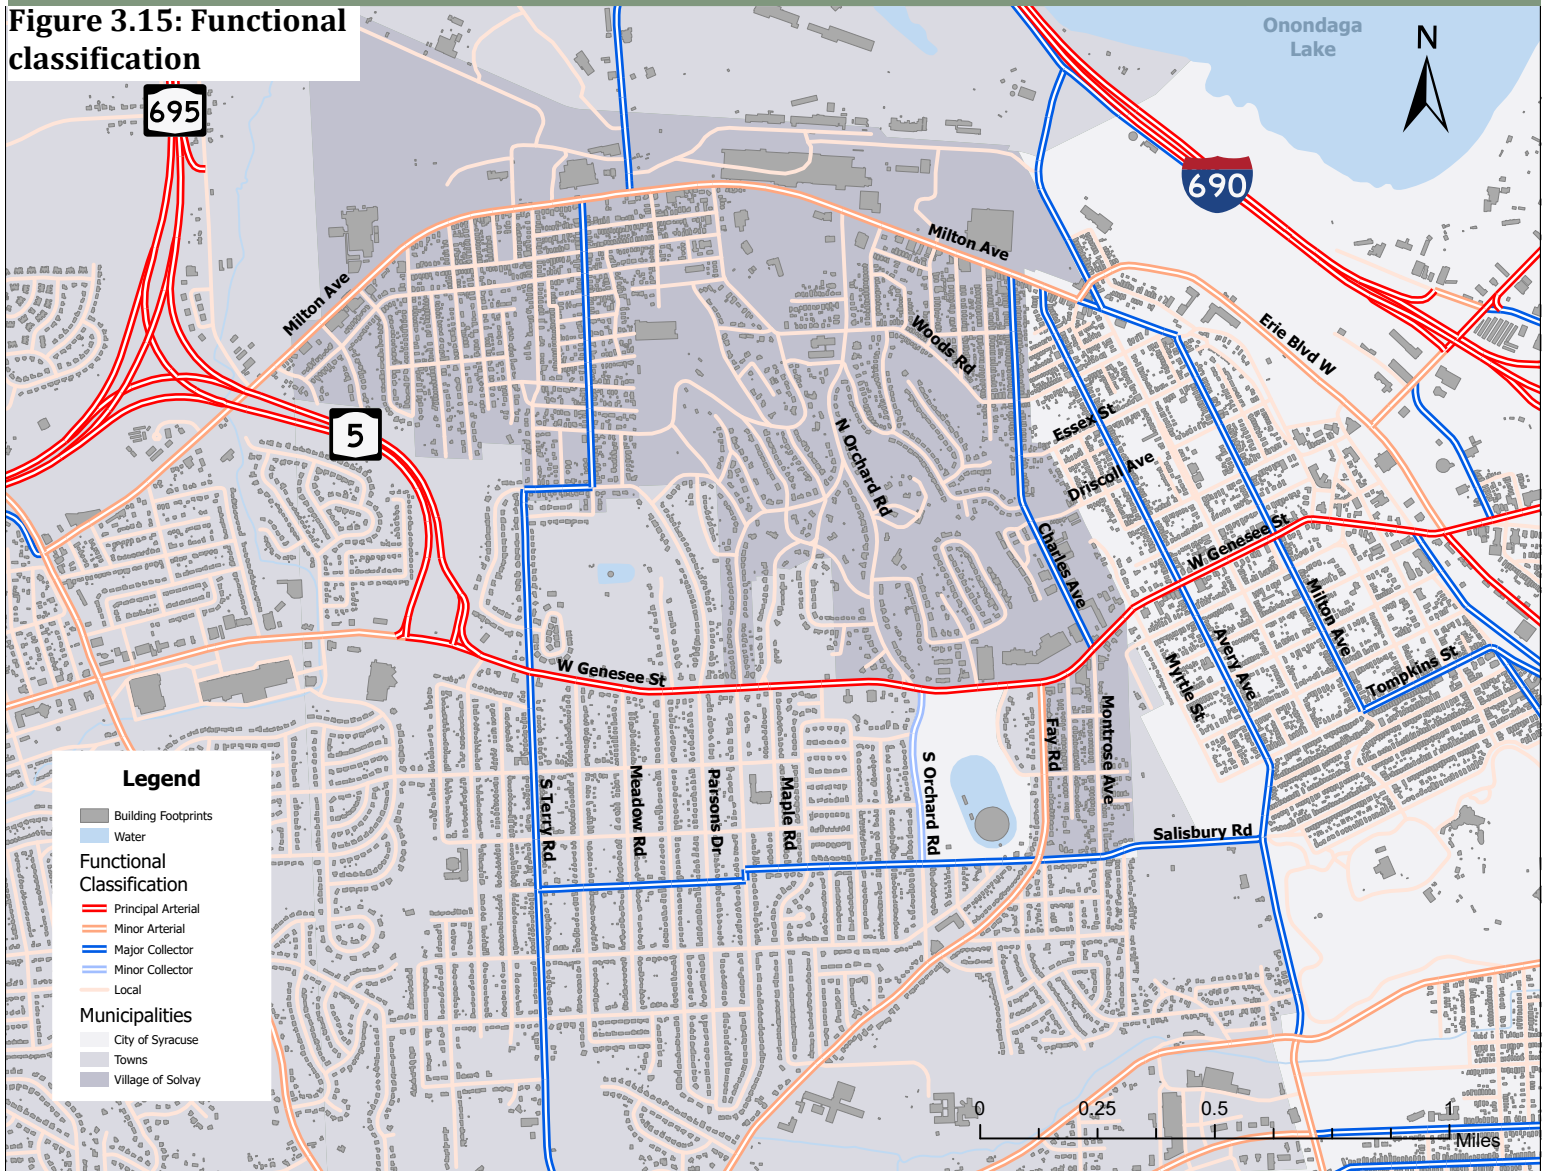 Figure 3.15: Functional
classification
Onondaga
Lake
N
695
690
5
Milton Ave
Milton Ave
Woods Rd
Erie Blvd W
Essex St
Driscoll Ave
N Orchard Rd
Charles Ave
W Genesee St
Milton Ave
Avery Ave
Myrtle St
Tompkins St
W Genesee St
S Terry Rd
Meadow Rd
Parsons Dr
Maple Rd
S Orchard Rd
Fay Rd
Montrose Ave
Salisbury Rd
Legend
Building Footprints
Water
Functional
Classification
Principal Arterial
Minor Arterial
Major Collector
Minor Collector
Local
Municipalities
City of Syracuse
Towns
Village of Solvay
0 0.25 0.5 1
Miles